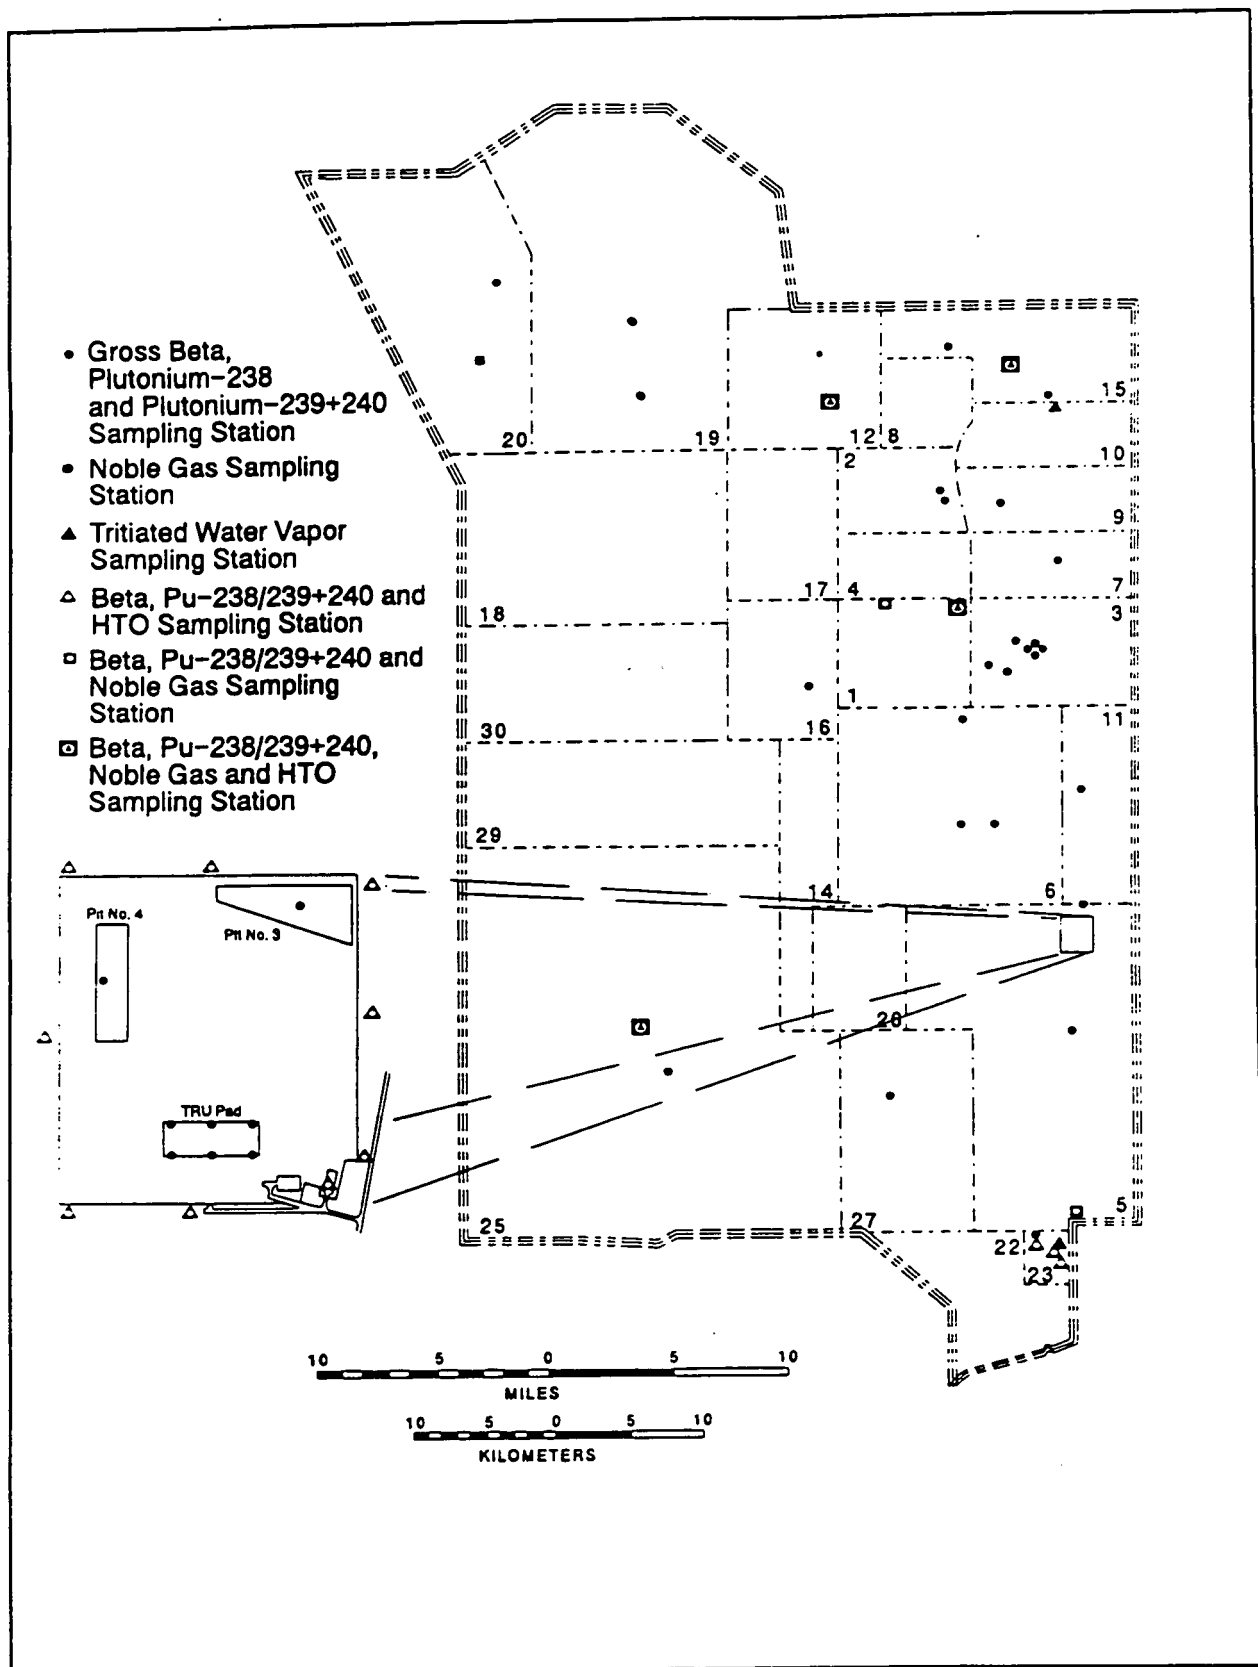 Gross Beta,
Plutonium-238
and Plutonium-239+240
Sampling Station
Noble Gas Sampling
Station
Tritiated Water Vapor
Sampling Station
Beta, Pu-238/239+240 and
HTO Sampling Station
Beta, Pu-238/239+240 and
Noble Gas Sampling
Station
Beta, Pu-238/239+240,
Noble Gas and HTO
Sampling Station
20
19
12
8
15
2
10
9
18
17
4
7
3
30
16
1
11
29
14
6
26
25
27
5
22
23
Pit No. 4
Pit No. 3
TRU Pad
10 5 0 5 10
MILES
10 5 0 5 10
KILOMETERS